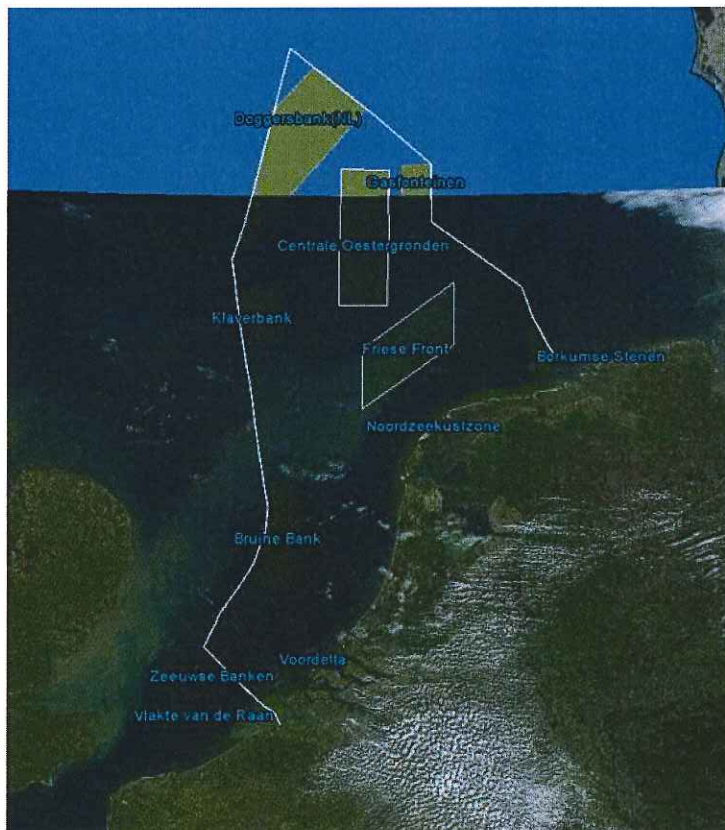 Doggersbank(NL)
Gasfonteinen
Centrale Oestergronden
Klaverbank
Friese Front
Borkumse Stenen
Noordzeekustzone
Bruine Bank
Voordelta
Zeeuwse Banken
Vlakte van de Raan